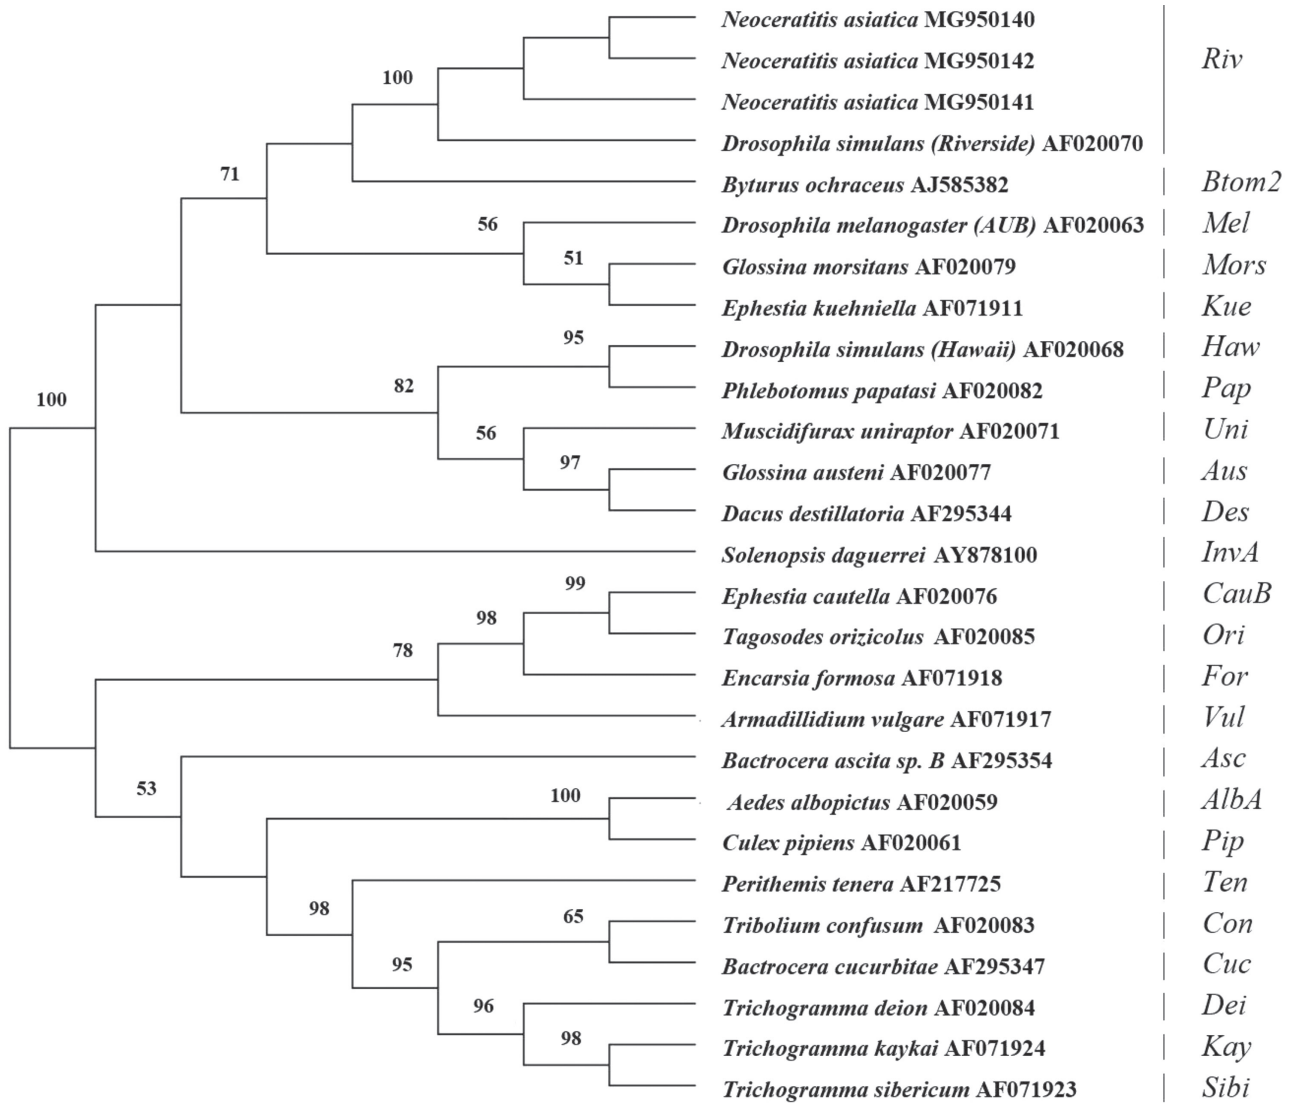 Neoceratitis asiatica MG950140
Neoceratitis asiatica MG950142
Riv
100
Neoceratitis asiatica MG950141
Drosophila simulans (Riverside) AF020070
71
Byturus ochraceus AJ585382
Btom2
56
Drosophila melanogaster (AUB) AF020063
Mel
51
Glossina morsitans AF020079
Mors
Ephestia kuehniella AF071911
Kue
95
Drosophila simulans (Hawaii) AF020068
Haw
82
Phlebotomus papatasi AF020082
Pap
100
56
Muscidifurax uniraptor AF020071
Uni
97
Glossina austeni AF020077
Aus
Dacus destillatoria AF295344
Des
Solenopsis daguerrei AY878100
InvA
99
Ephestia cautella AF020076
CauB
98
Tagosodes orizicolus AF020085
Ori
78
Encarsia formosa AF071918
For
Armadillidium vulgare AF071917
Vul
Bactrocera ascita sp. B AF295354
Asc
53
100
Aedes albopictus AF020059
AlbA
Culex pipiens AF020061
Pip
Perithemis tenera AF217725
Ten
98
65
Tribolium confusum AF020083
Con
95
Bactrocera cucurbitae AF295347
Cuc
96
Trichogramma deion AF020084
Dei
98
Trichogramma kaykai AF071924
Kay
Trichogramma sibericum AF071923
Sibi